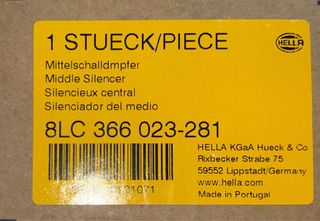 1 STUECK/PIECE
HELLA
Mittelschalldmpfer
Middle Silencer
Silencieux central
Silenciador del medio
8LC 366 023-281
HELLA KGaA Hueck & Co.
Rixbecker Strabe 75
59552 Lippstadt/Germany
www.hella.com
Made in Portugal